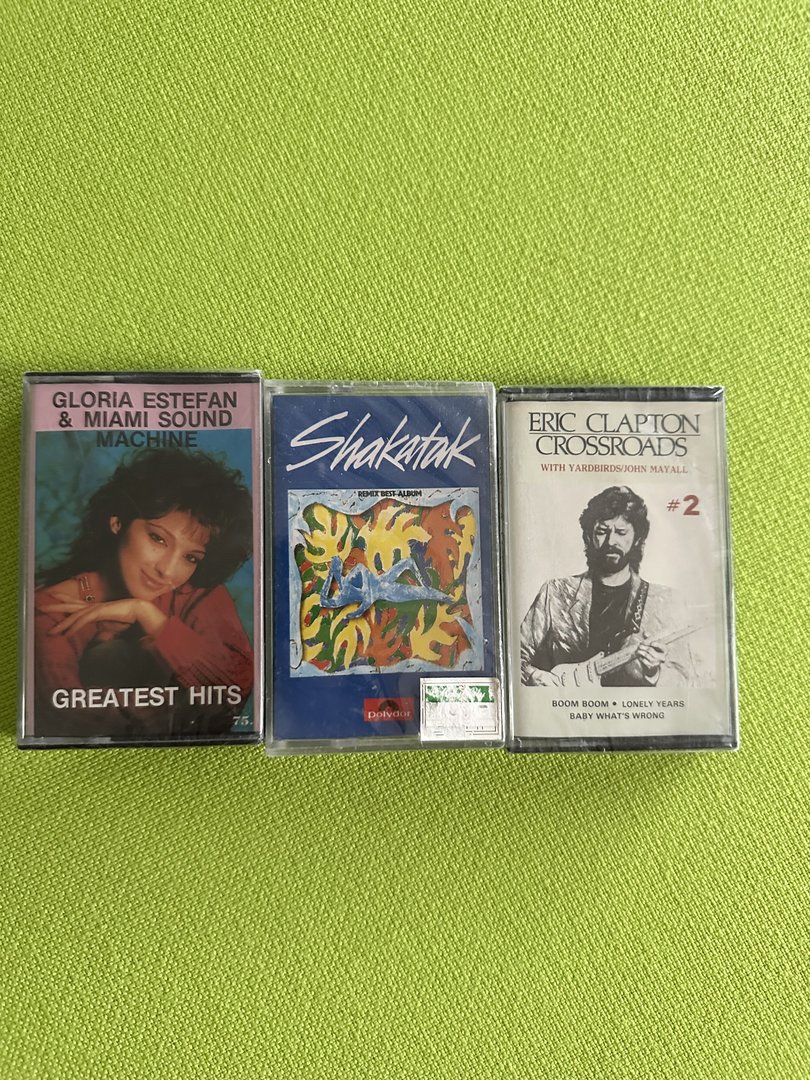 GLORIA ESTEFAN
& MIAMI SOUND
MACHINE
GREATEST HITS
75.
Shakatak
REMIX BEST ALBUM
Polydor
ERIC CLAPTON
CROSSROADS
WITH YARDBIRDS/JOHN MAYALL
#2
BOOM BOOM • LONELY YEARS
BABY WHAT'S WRONG